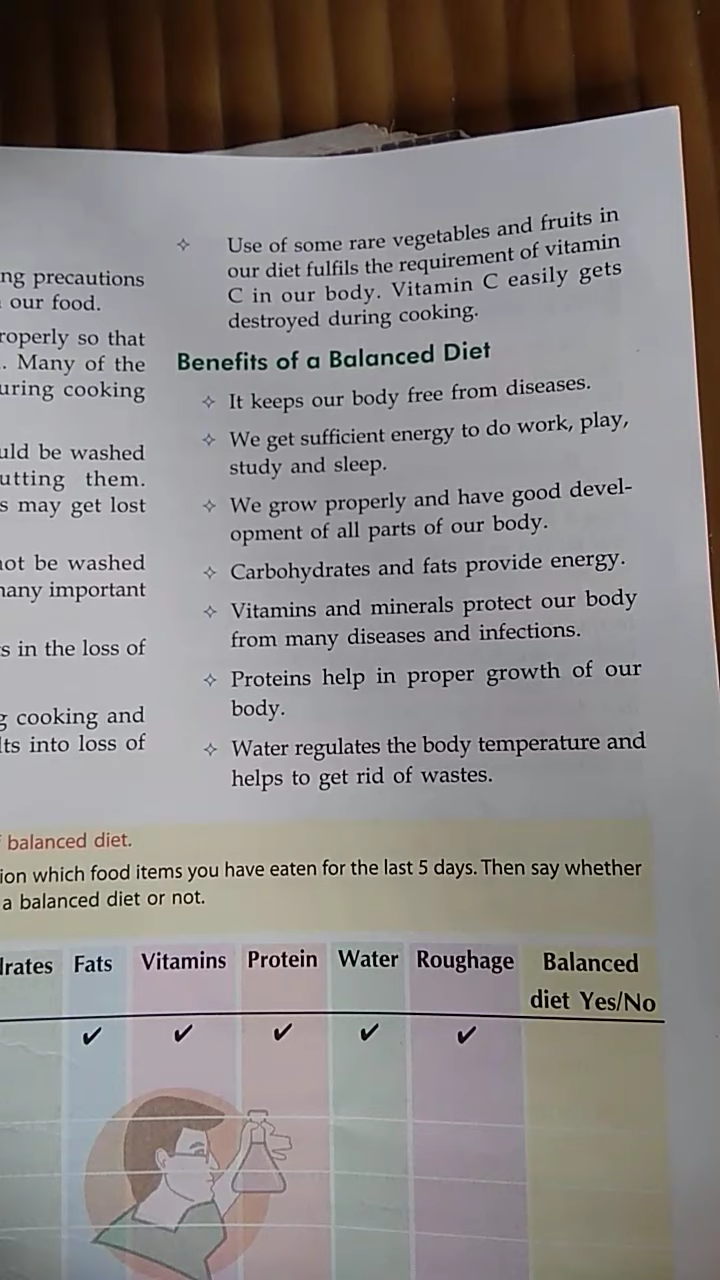 ng precautions
our food.
roperly so that
. Many of the
uring cooking
uld be washed
utting them.
s may get lost
not be washed
many important
s in the loss of
g cooking and
lts into loss of
✧ Use of some rare vegetables and fruits in
our diet fulfils the requirement of vitamin
C in our body. Vitamin C easily gets
destroyed during cooking.
Benefits of a Balanced Diet
✧ It keeps our body free from diseases.
✧ We get sufficient energy to do work, play,
study and sleep.
✧ We grow properly and have good devel-
opment of all parts of our body.
✧ Carbohydrates and fats provide energy.
✧ Vitamins and minerals protect our body
from many diseases and infections.
✧ Proteins help in proper growth of our
body.
✧ Water regulates the body temperature and
helps to get rid of wastes.
balanced diet.
ion which food items you have eaten for the last 5 days. Then say whether
a balanced diet or not.
drates Fats Vitamins Protein Water Roughage Balanced
diet Yes/No
✔ ✔ ✔ ✔ ✔